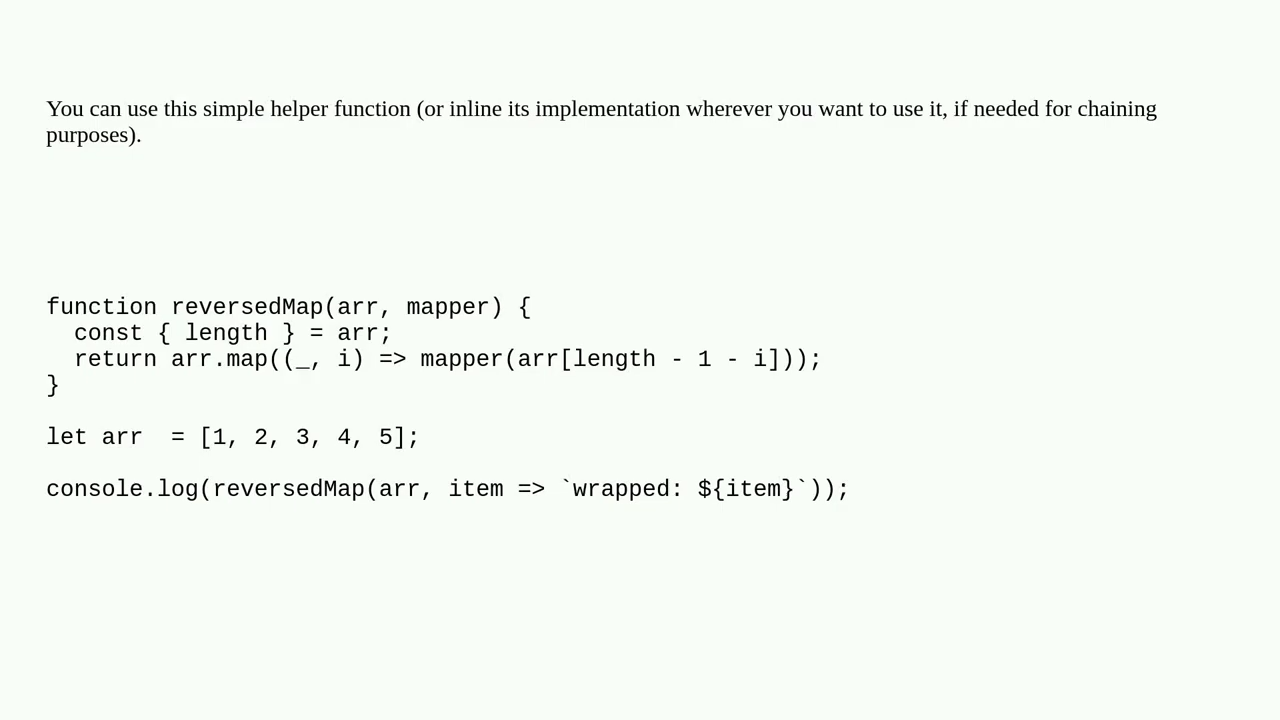 You can use this simple helper function (or inline its implementation wherever you want to use it, if needed for chaining
purposes).
function reversedMap(arr, mapper) {
  const { length } = arr;
  return arr.map((_, i) => mapper(arr[length - 1 - i]));
}
let arr  = [1, 2, 3, 4, 5];
console.log(reversedMap(arr, item => `wrapped: ${item}`));